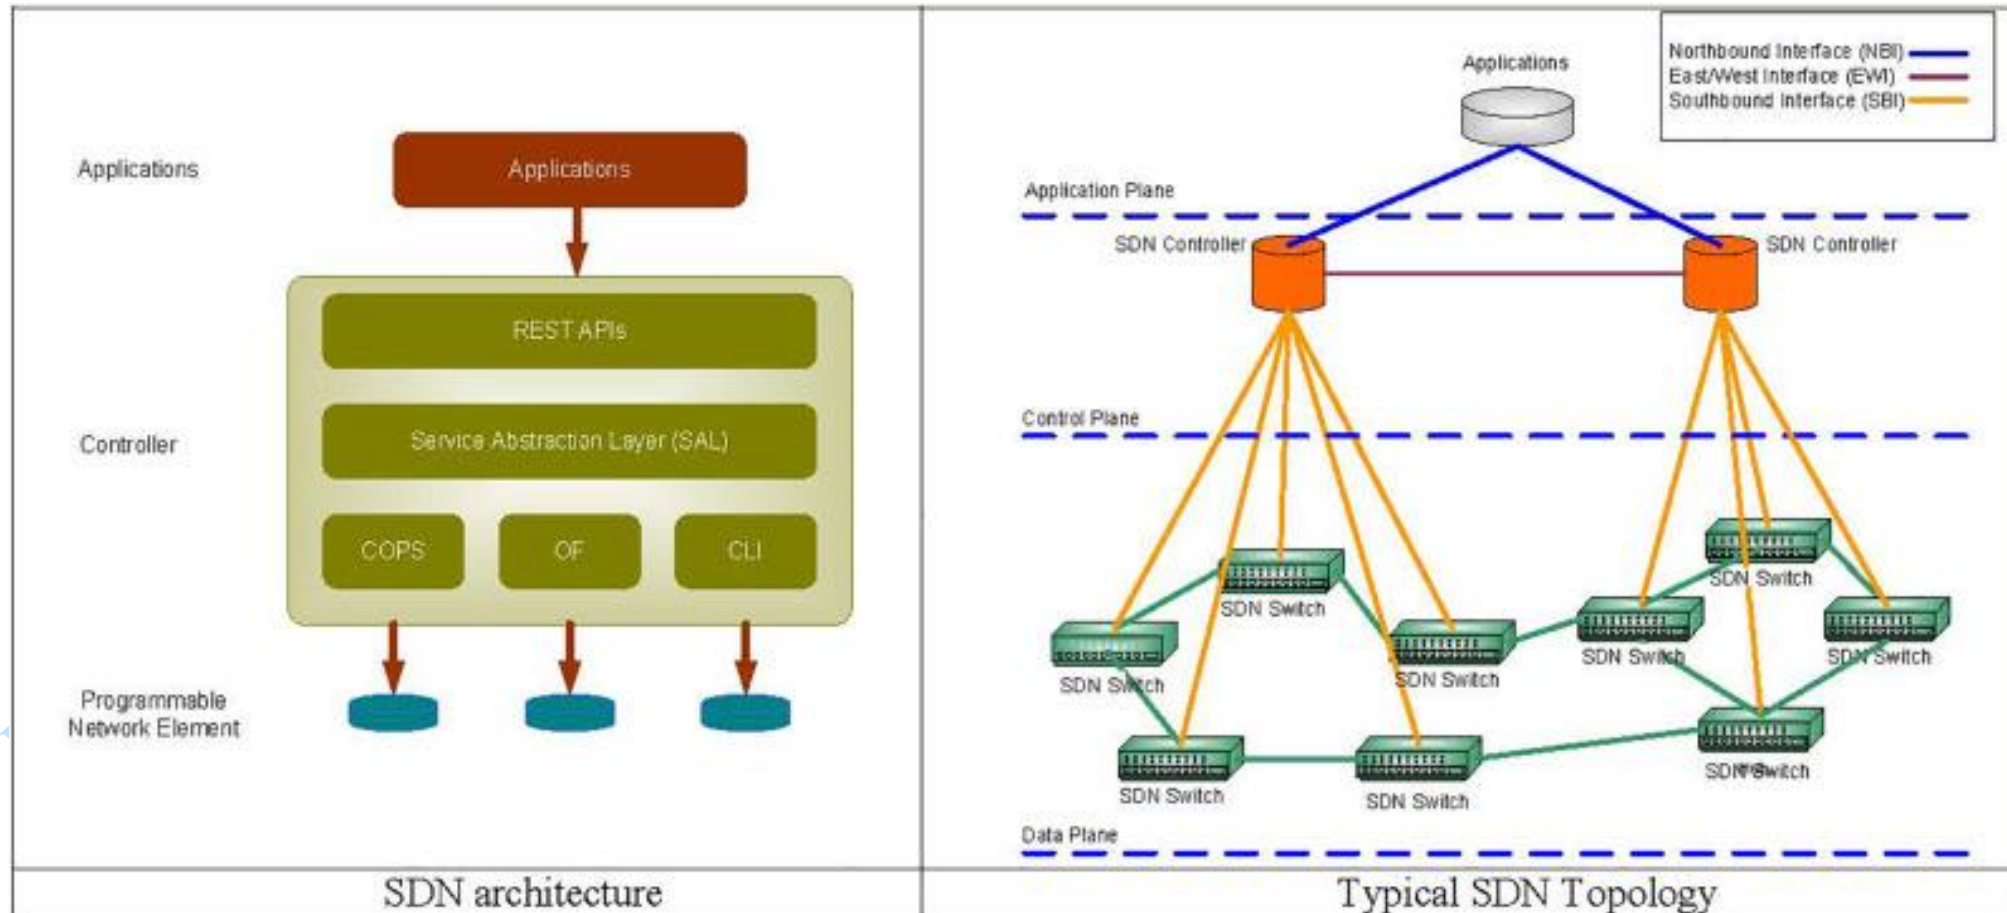 Applications
Applications
REST APIs
Controller
Service Abstraction Layer (SAL)
COPS
OF
CLI
Programmable
Network Element
SDN architecture
Northbound Interface (NBI)
East/West Interface (EWI)
Southbound Interface (SBI)
Applications
Application Plane
SDN Controller
SDN Controller
Control Plane
SDN Switch
SDN Switch
SDN Switch
SDN Switch
SDN Switch
SDN Switch
SDN Switch
SDN Switch
SDN Switch
Data Plane
Typical SDN Topology